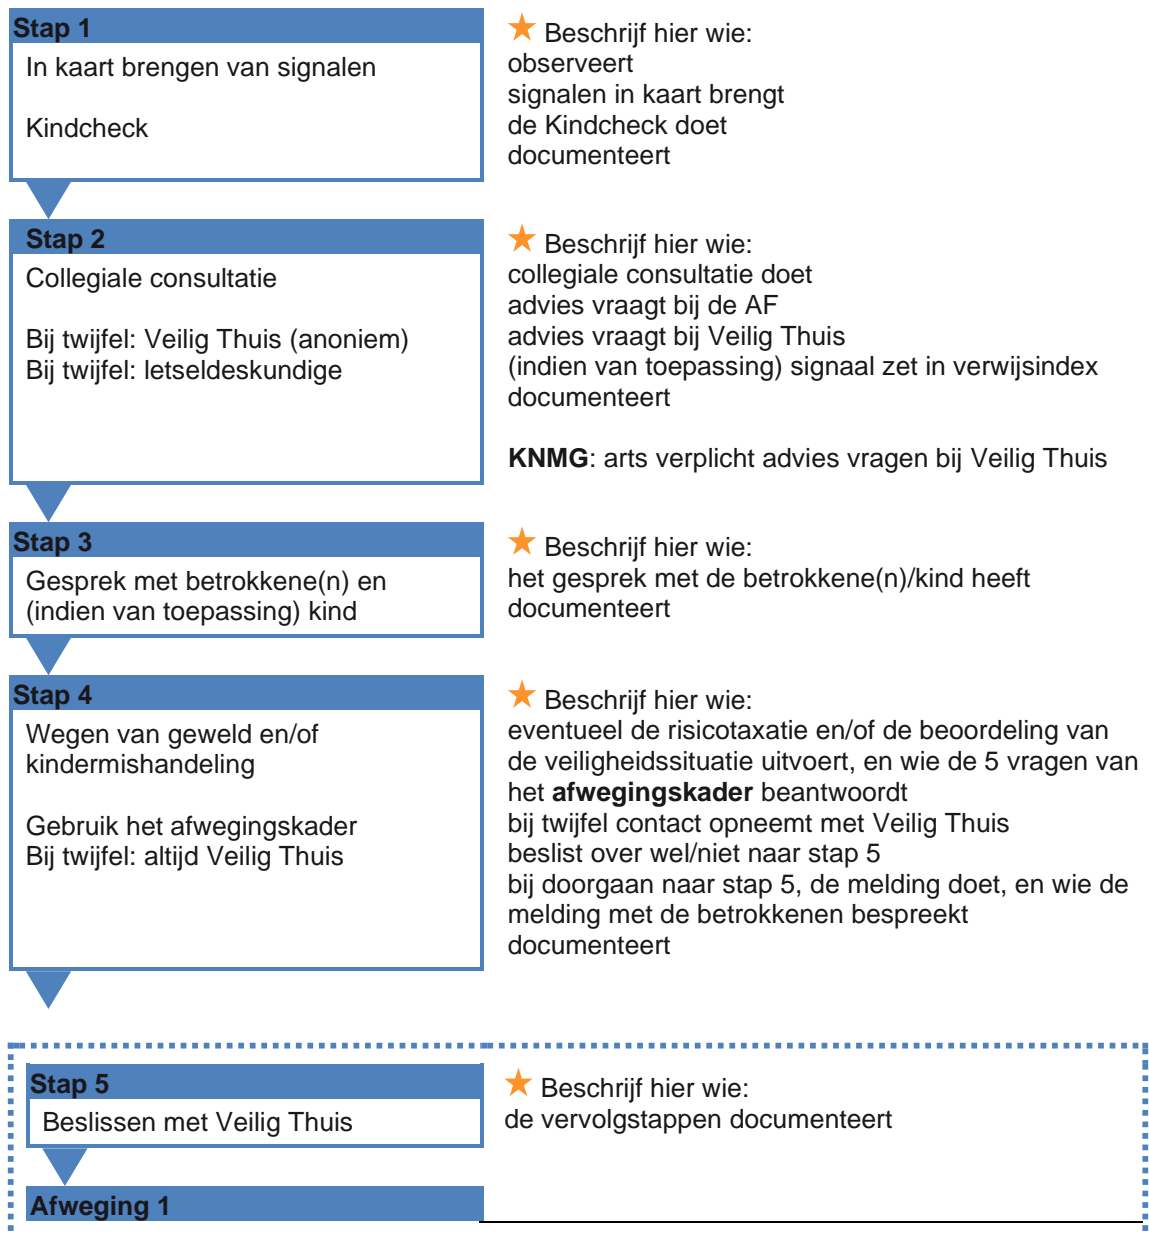 Stap 1
In kaart brengen van signalen
Kindcheck
Beschrijf hier wie:
observeert
signalen in kaart brengt
de Kindcheck doet
documenteert
Stap 2
Collegiale consultatie
Bij twijfel: Veilig Thuis (anoniem)
Bij twijfel: letseldeskundige
Beschrijf hier wie:
collegiale consultatie doet
advies vraagt bij de AF
advies vraagt bij Veilig Thuis
(indien van toepassing) signaal zet in verwijsindex
documenteert
KNMG: arts verplicht advies vragen bij Veilig Thuis
Stap 3
Gesprek met betrokkene(n) en
(indien van toepassing) kind
Beschrijf hier wie:
het gesprek met de betrokkene(n)/kind heeft
documenteert
Stap 4
Wegen van geweld en/of
kindermishandeling
Gebruik het afwegingskader
Bij twijfel: altijd Veilig Thuis
Beschrijf hier wie:
eventueel de risicotaxatie en/of de beoordeling van
de veiligheidssituatie uitvoert, en wie de 5 vragen van
het afwegingskader beantwoordt
bij twijfel contact opneemt met Veilig Thuis
beslist over wel/niet naar stap 5
bij doorgaan naar stap 5, de melding doet, en wie de
melding met de betrokkenen bespreekt
documenteert
Stap 5
Beslissen met Veilig Thuis
Beschrijf hier wie:
de vervolgstappen documenteert
Afweging 1